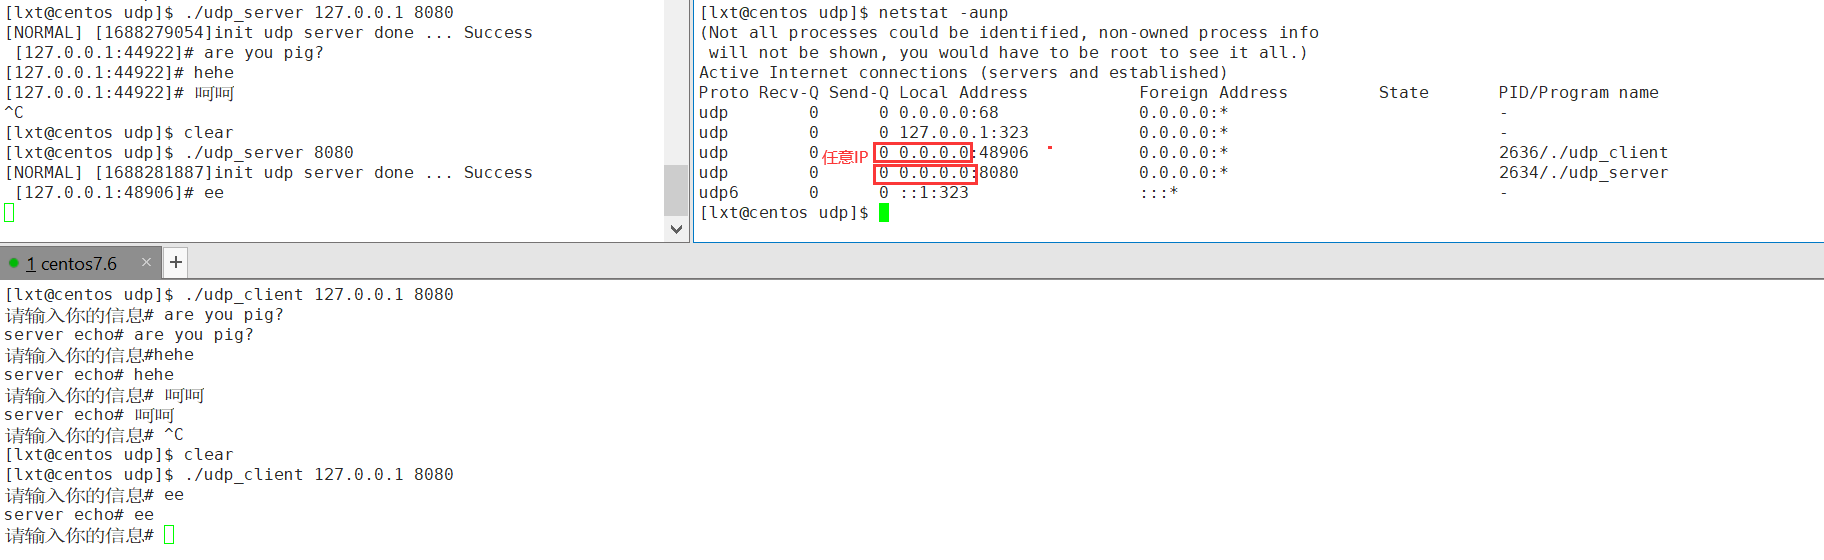 [lxt@centos udp]$ ./udp_server 127.0.0.1 8080
[NORMAL] [1688279054]init udp server done ... Success
[127.0.0.1:44922]# are you pig?
[127.0.0.1:44922]# hehe
[127.0.0.1:44922]# 呵呵
^C
[lxt@centos udp]$ clear
[lxt@centos udp]$ ./udp_server 8080
[NORMAL] [1688281887]init udp server done ... Success
[127.0.0.1:48906]# ee
[lxt@centos udp]$ netstat -aunp
(Not all processes could be identified, non-owned process info
will not be shown, you would have to be root to see it all.)
Active Internet connections (servers and established)
Proto Recv-Q Send-Q Local Address Foreign Address State PID/Program name
udp 0 0 0.0.0.0:68 0.0.0.0:* -
udp 0 0 127.0.0.1:323 0.0.0.0:* -
udp 0 任意IP 0 0.0.0.0:48906 0.0.0.0:* 2636/./udp_client
udp 0 0 0.0.0.0:8080 0.0.0.0:* 2634/./udp_server
udp6 0 0 ::1:323 :::* -
[lxt@centos udp]$
1 centos7.6 × +
[lxt@centos udp]$ ./udp_client 127.0.0.1 8080
请输入你的信息# are you pig?
server echo# are you pig?
请输入你的信息#hehe
server echo# hehe
请输入你的信息# 呵呵
server echo# 呵呵
请输入你的信息# ^C
[lxt@centos udp]$ clear
[lxt@centos udp]$ ./udp_client 127.0.0.1 8080
请输入你的信息# ee
server echo# ee
请输入你的信息#